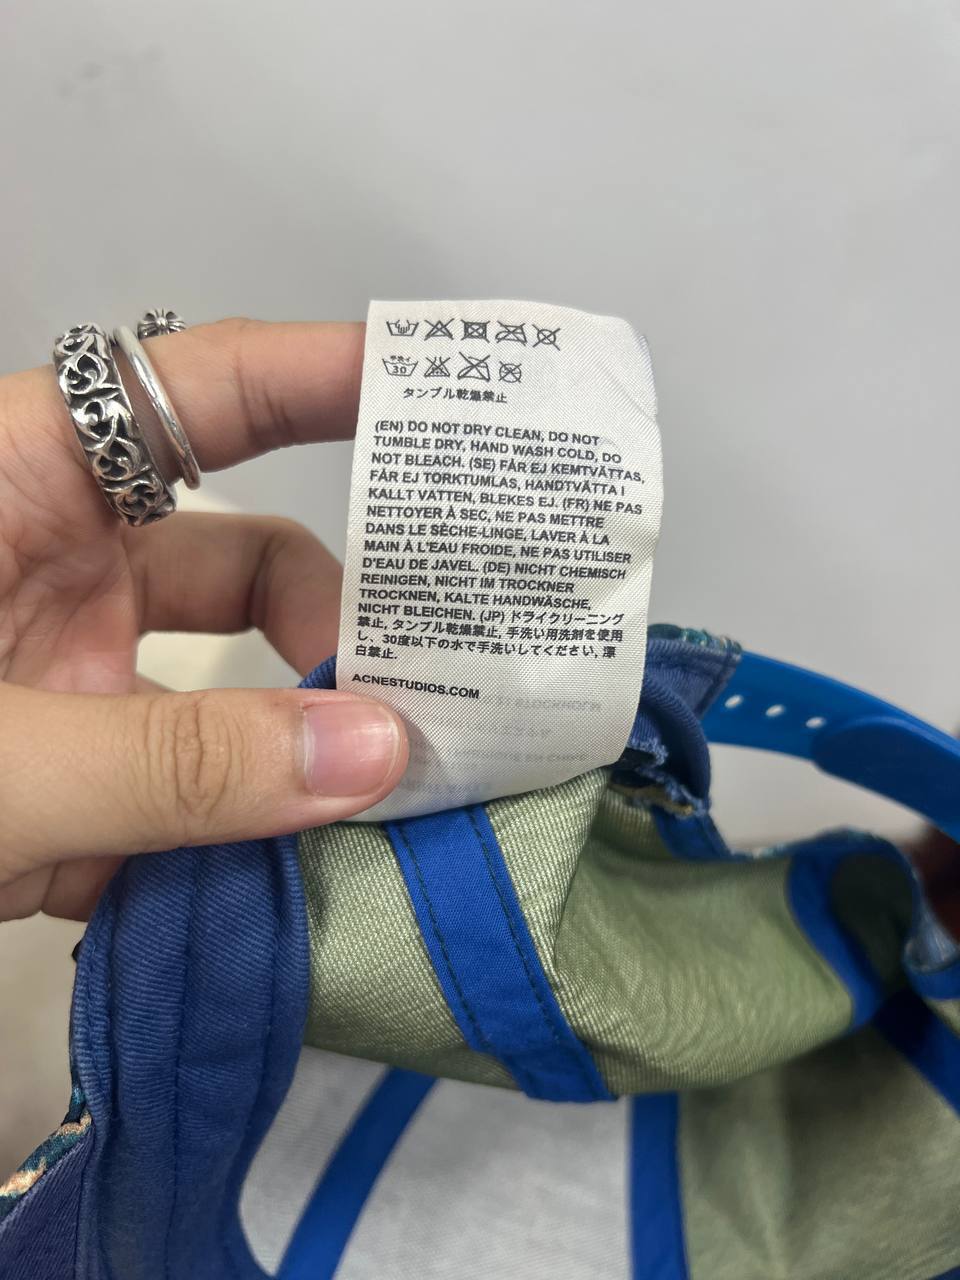 手洗イ
30
タンブル乾燥禁止
(EN) DO NOT DRY CLEAN, DO NOT
TUMBLE DRY, HAND WASH COLD, DO
NOT BLEACH. (SE) FÅR EJ KEMTVÄTTAS,
FÅR EJ TORKTUMLAS, HANDTVÄTTA I
KALLT VATTEN, BLEKES EJ. (FR) NE PAS
NETTOYER À SEC, NE PAS METTRE
DANS LE SÈCHE-LINGE, LAVER À LA
MAIN À L'EAU FROIDE, NE PAS UTILISER
D'EAU DE JAVEL. (DE) NICHT CHEMISCH
REINIGEN, NICHT IM TROCKNER
TROCKNEN, KALTE HANDWÄSCHE,
NICHT BLEICHEN. (JP) ドライクリーニング
禁止, タンブル乾燥禁止, 手洗い用洗剤を使用
し、30度以下の水で手洗いしてください, 漂
白禁止.
ACNESTUDIOS.COM